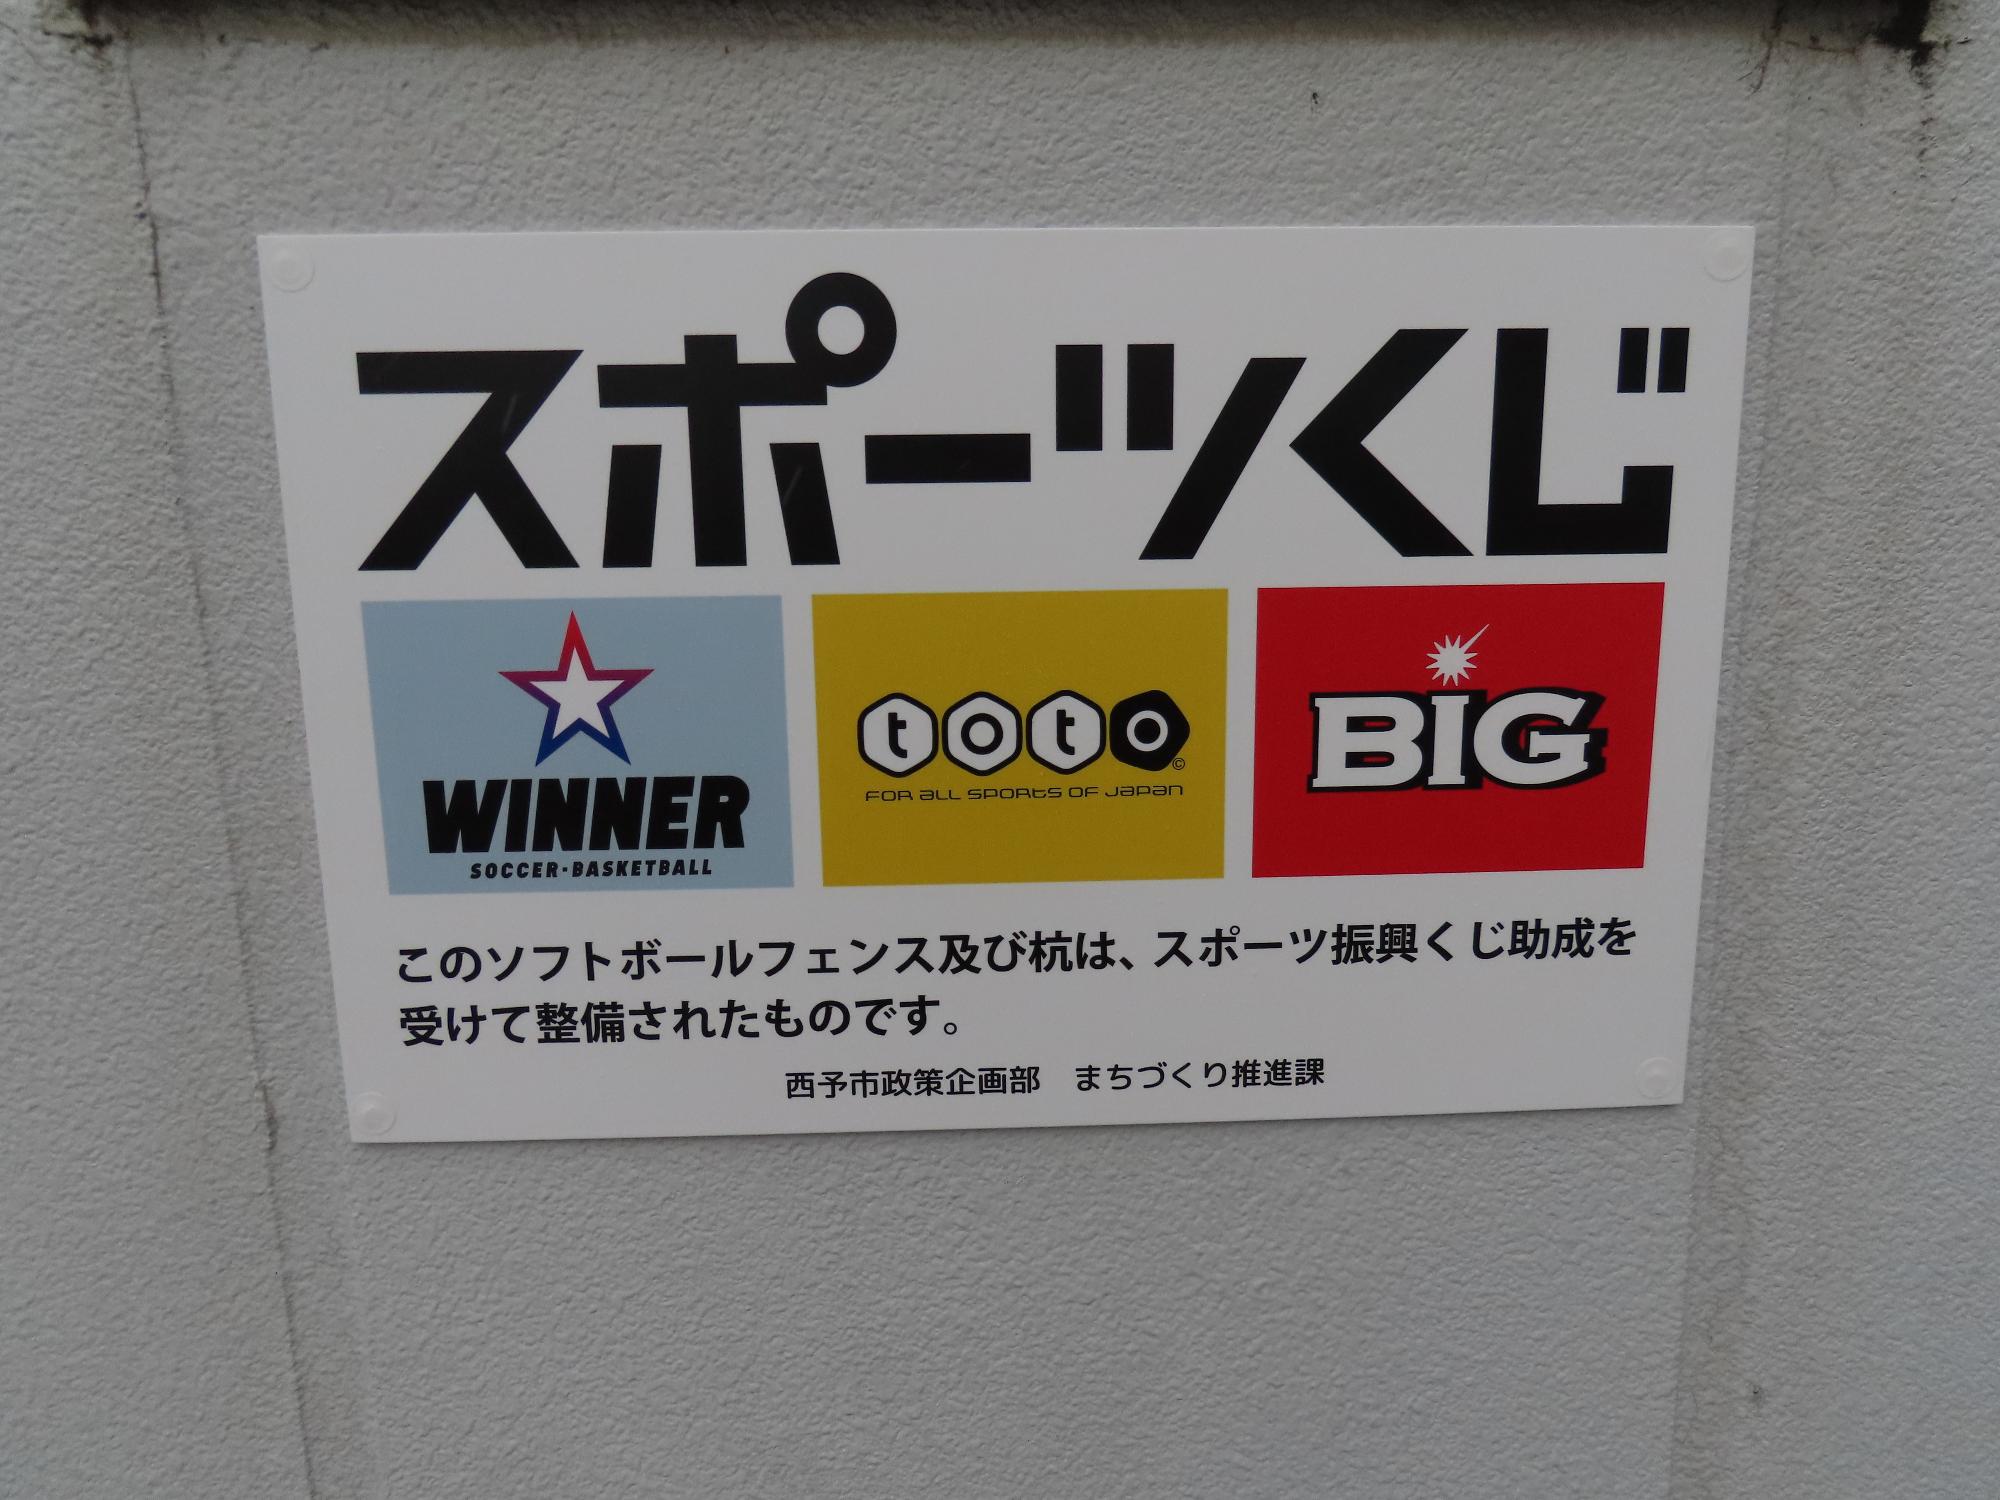 スポーツくじ
WINNER
SOCCER・BASKETBALL
toto
©
FOR ALL SPORTS OF JAPAN
BIG
このソフトボールフェンス及び杭は、スポーツ振興くじ助成を
受けて整備されたものです。
西予市政策企画部　まちづくり推進課